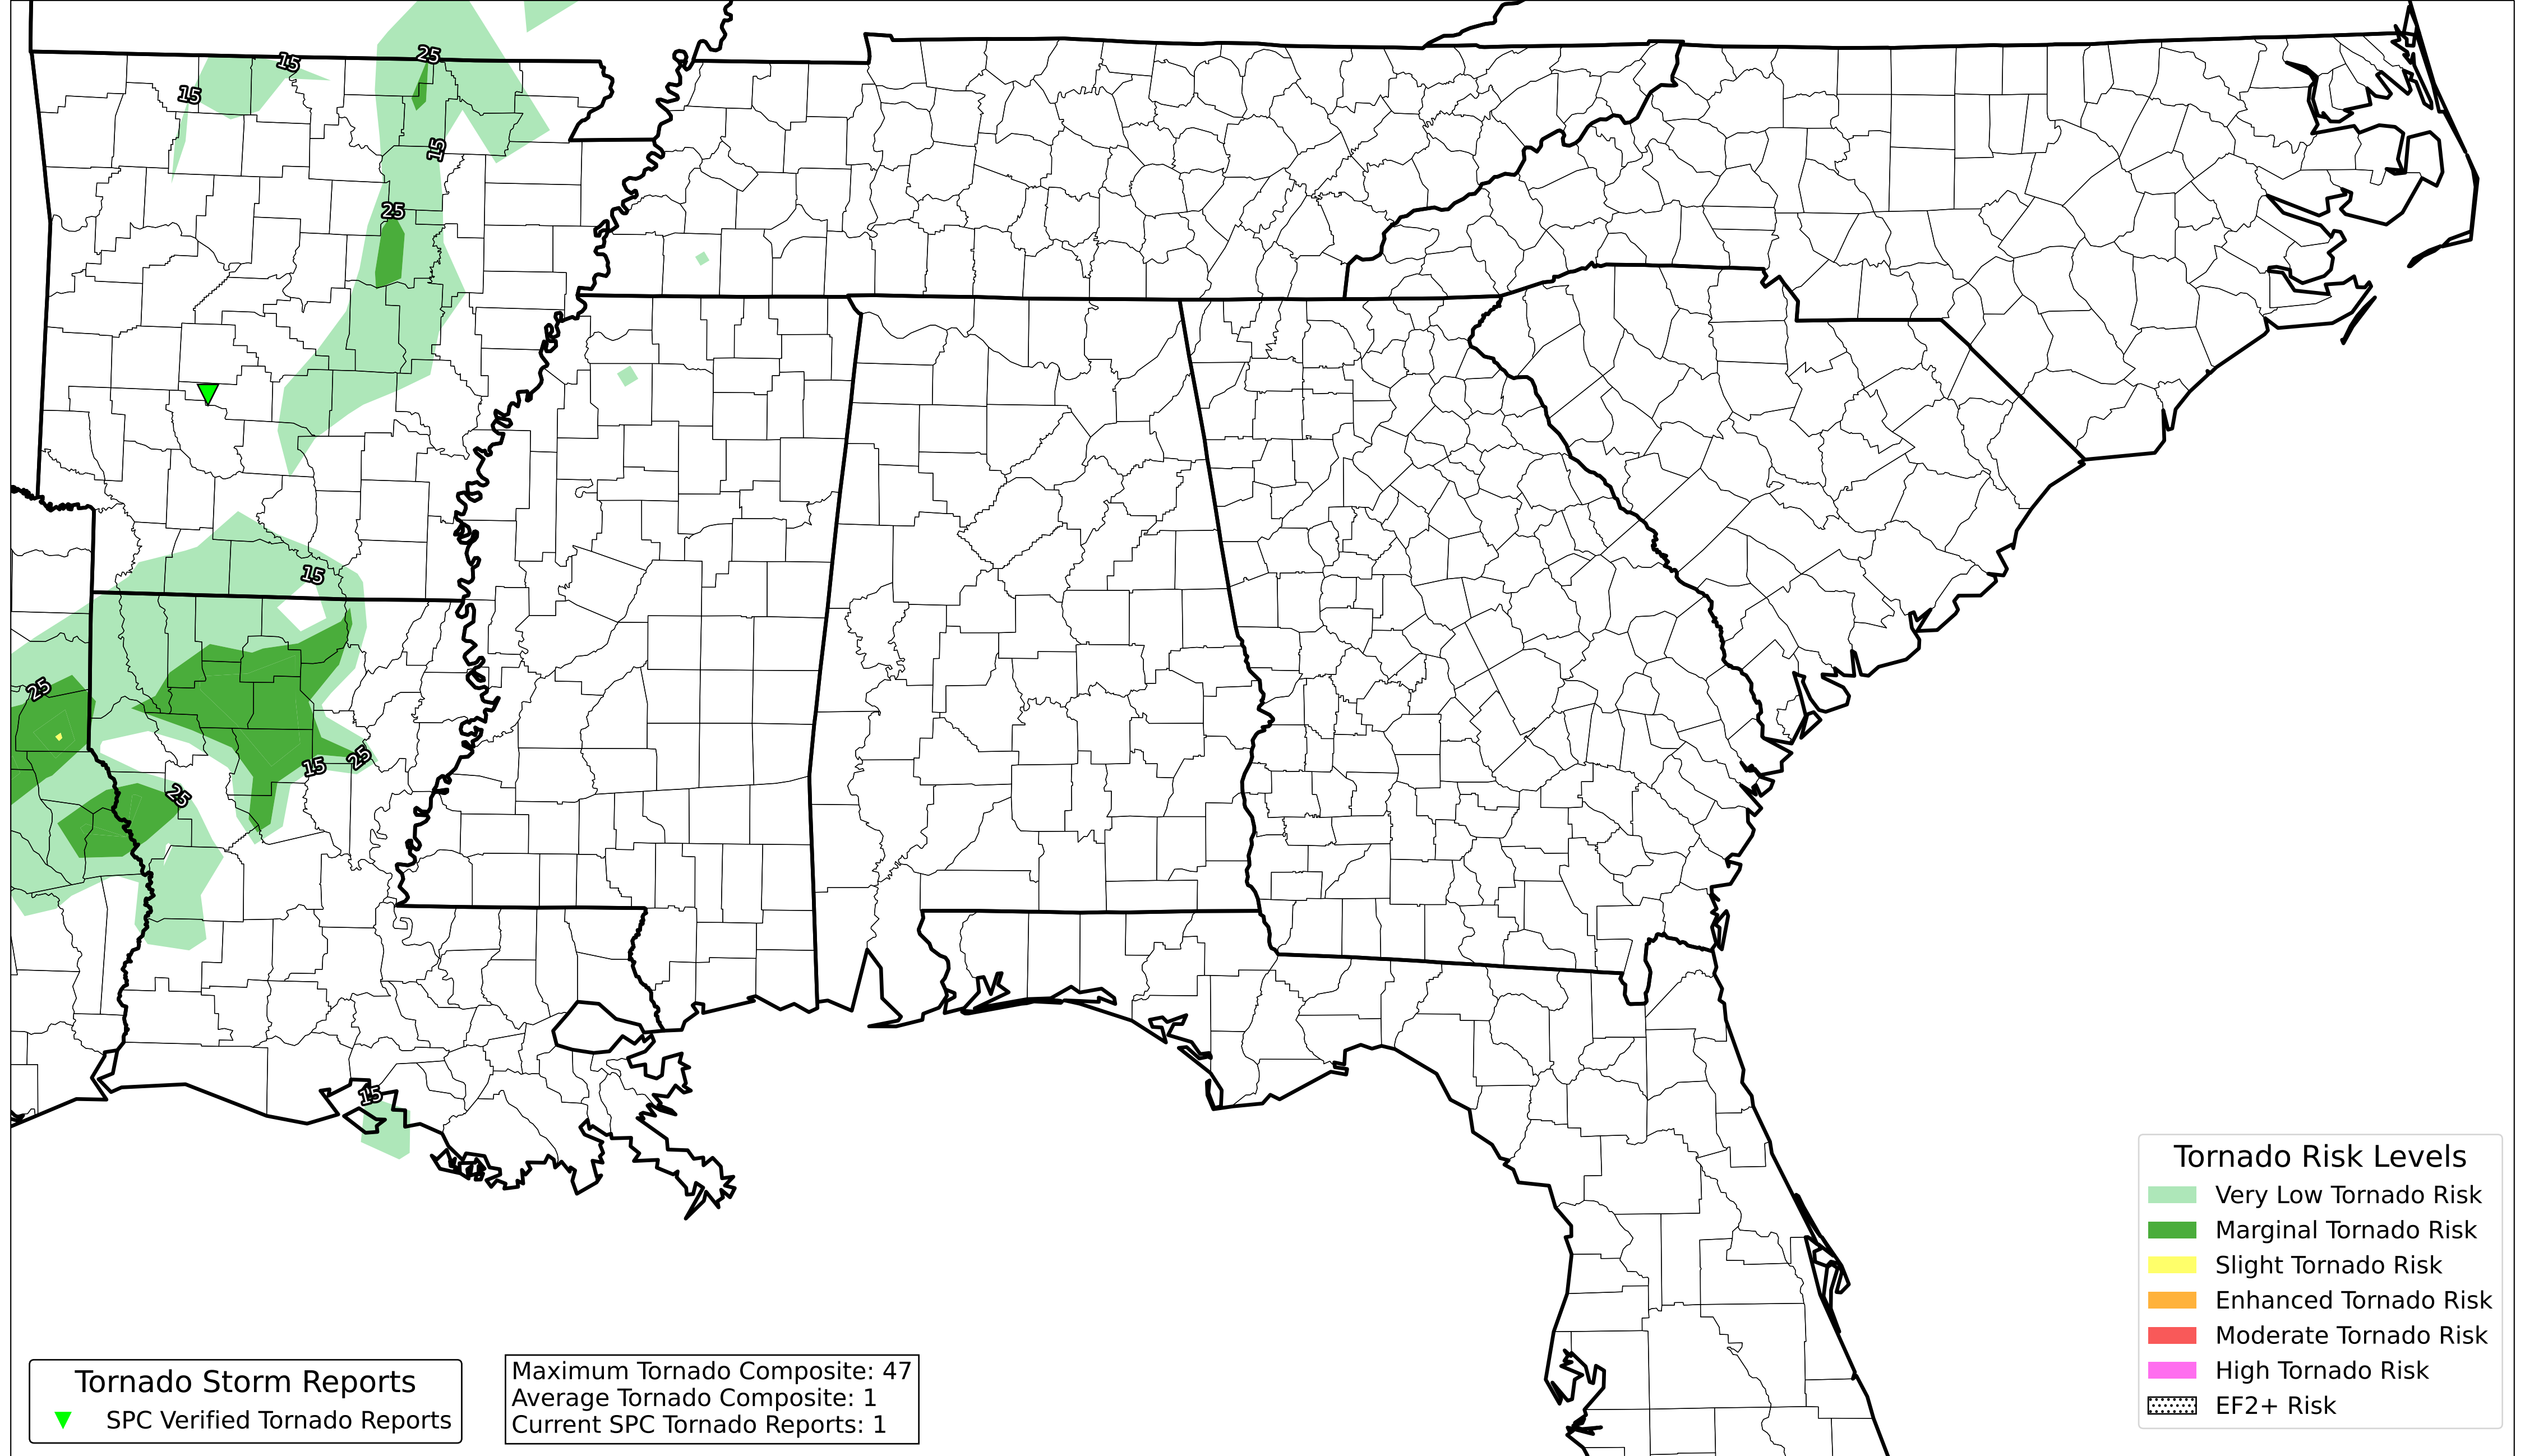 25
15
15
15
25
15
25
15
25
25
15
Tornado Risk Levels
Very Low Tornado Risk
Marginal Tornado Risk
Slight Tornado Risk
Enhanced Tornado Risk
Moderate Tornado Risk
High Tornado Risk
EF2+ Risk
Tornado Storm Reports
SPC Verified Tornado Reports
Maximum Tornado Composite: 47
Average Tornado Composite: 1
Current SPC Tornado Reports: 1